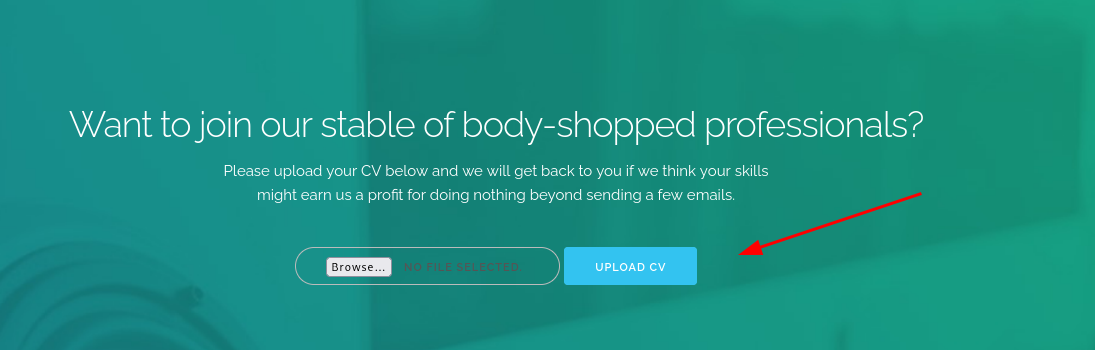 Want to join our stable of body-shopped professionals?
Please upload your CV below and we will get back to you if we think your skills
might earn us a profit for doing nothing beyond sending a few emails.
Browse... NO FILE SELECTED. UPLOAD CV